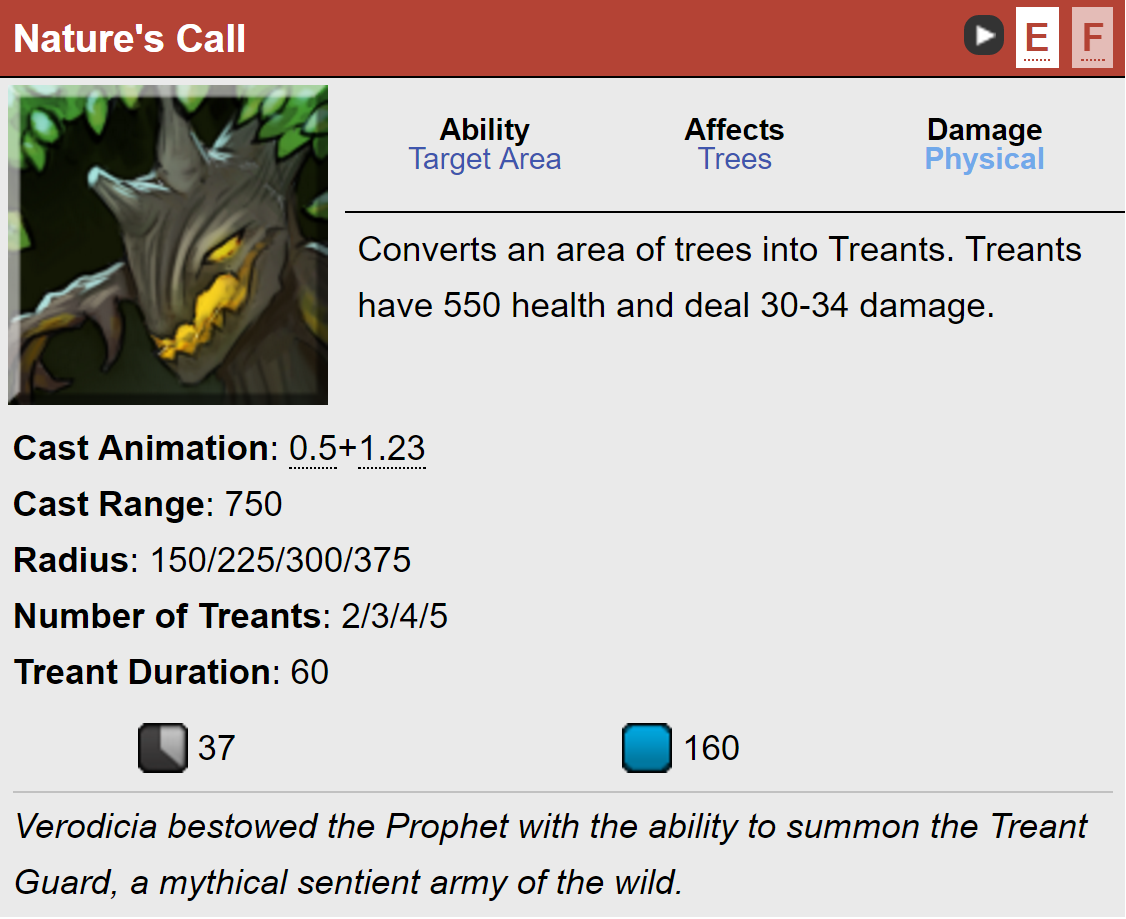 Nature's Call
E F
Ability Affects Damage
Target Area Trees Physical
Converts an area of trees into Treants. Treants
have 550 health and deal 30-34 damage.
Cast Animation: 0.5+1.23
Cast Range: 750
Radius: 150/225/300/375
Number of Treants: 2/3/4/5
Treant Duration: 60
37 160
Verodicia bestowed the Prophet with the ability to summon the Treant
Guard, a mythical sentient army of the wild.